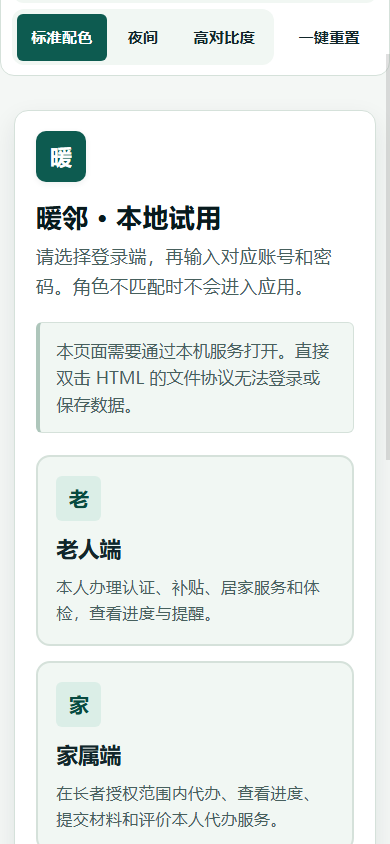 标准配色 夜间 高对比度 一键重置
暖
暖邻・本地试用
请选择登录端，再输入对应账号和密
码。角色不匹配时不会进入应用。
本页面需要通过本机服务打开。直接
双击 HTML 的文件协议无法登录或
保存数据。
老
老人端
本人办理认证、补贴、居家服务和体
检，查看进度与提醒。
家
家属端
在长者授权范围内代办、查看进度、
提交材料和评价本人代办服务。